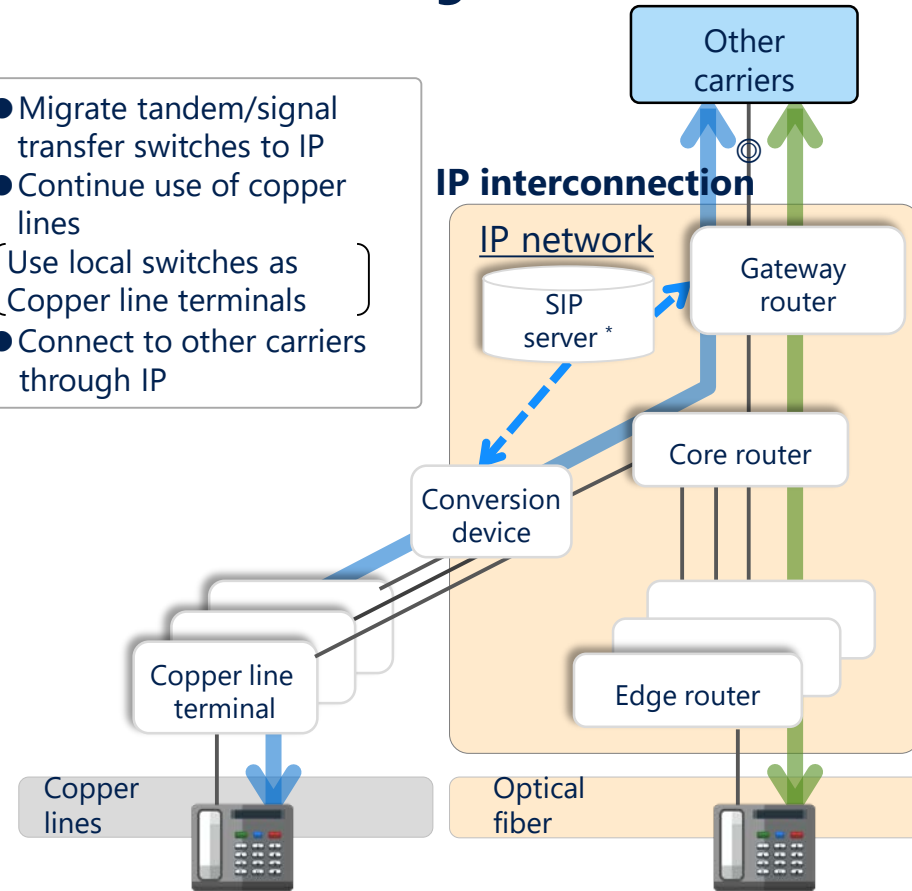 ● Migrate tandem/signal
transfer switches to IP
● Continue use of copper
lines
Use local switches as
Copper line terminals
● Connect to other carriers
through IP
Other
carriers
◎
IP interconnection
IP network
Gateway
router
SIP
server *
Core router
Conversion
device
Copper line
terminal
Edge router
Copper
lines
Optical
fiber